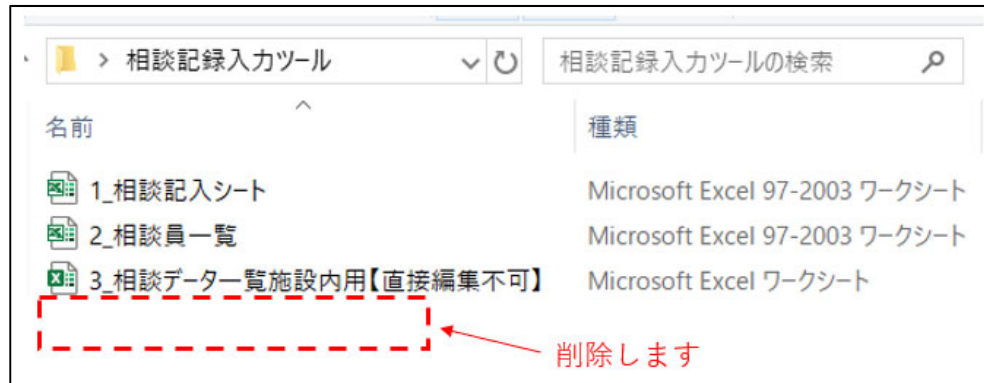 > 相談記録入力ツール
相談記録入力ツールの検索
名前 種類
1_相談記入シート Microsoft Excel 97-2003 ワークシート
2_相談員一覧 Microsoft Excel 97-2003 ワークシート
3_相談データ一覧施設内用【直接編集不可】 Microsoft Excel ワークシート
削除します